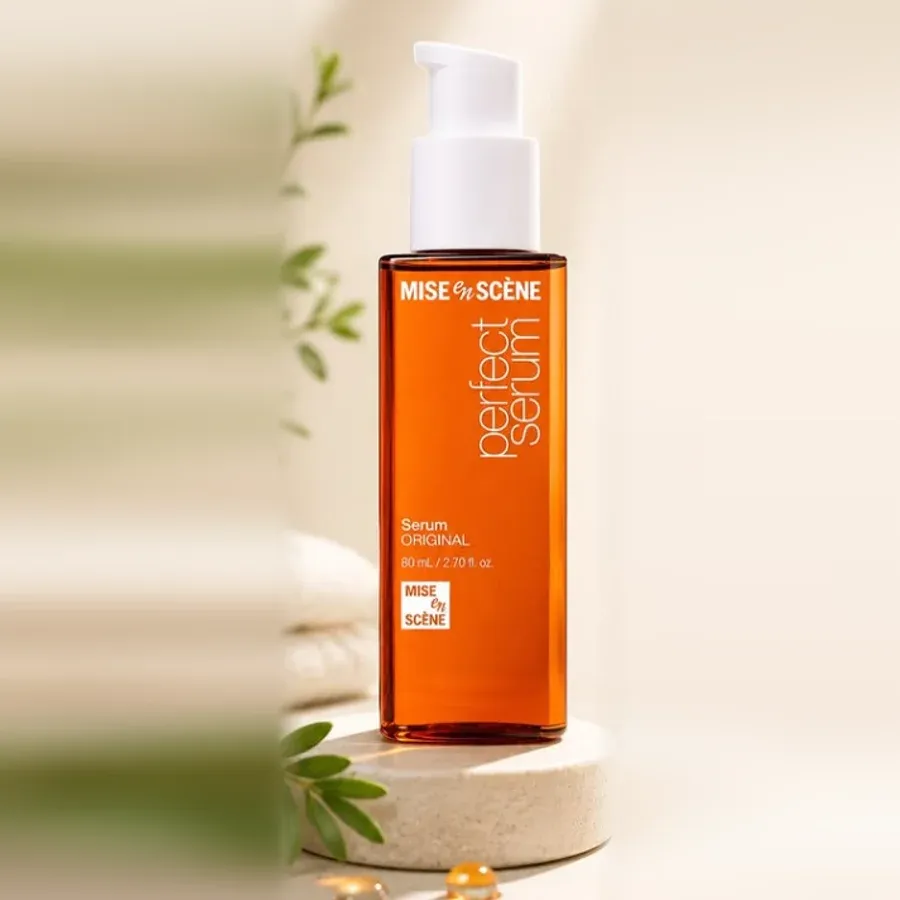 MISE en SCÈNE
perfect
serum
Serum
ORIGINAL
80 mL / 2.70 fl. oz.
MISE
en
SCÈNE